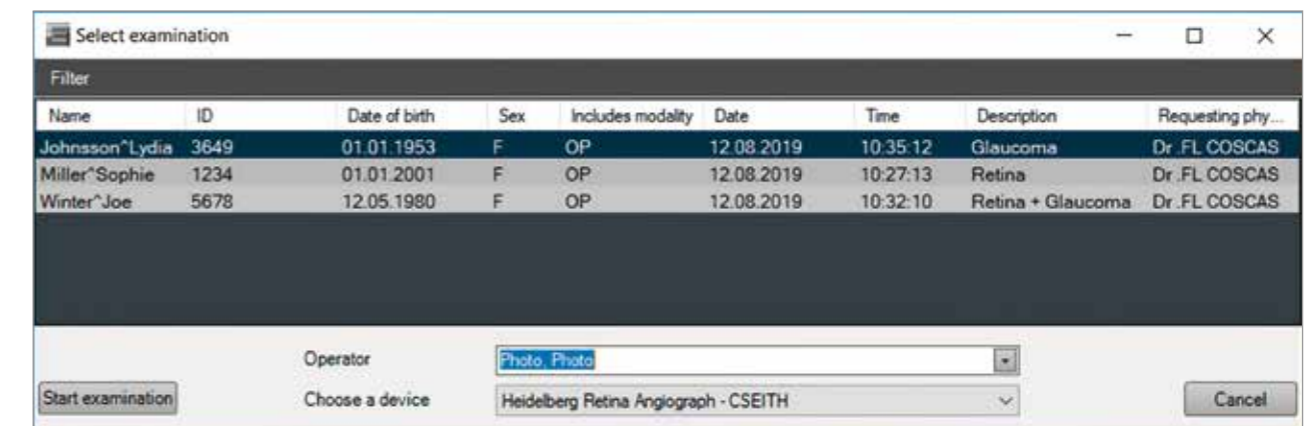 Select examination
Filter
Name ID Date of birth Sex Includes modality Date Time Description Requesting phy...
Johnsson^Lydia 3649 01.01.1953 F OP 12.08.2019 10:35:12 Glaucoma Dr .FL COSCAS
Miller^Sophie 1234 01.01.2001 F OP 12.08.2019 10:27:13 Retina Dr .FL COSCAS
Winter^Joe 5678 12.05.1980 F OP 12.08.2019 10:32:10 Retina + Glaucoma Dr .FL COSCAS
Operator Photo, Photo
Start examination Choose a device Heidelberg Retina Angiograph - CSEITH Cancel